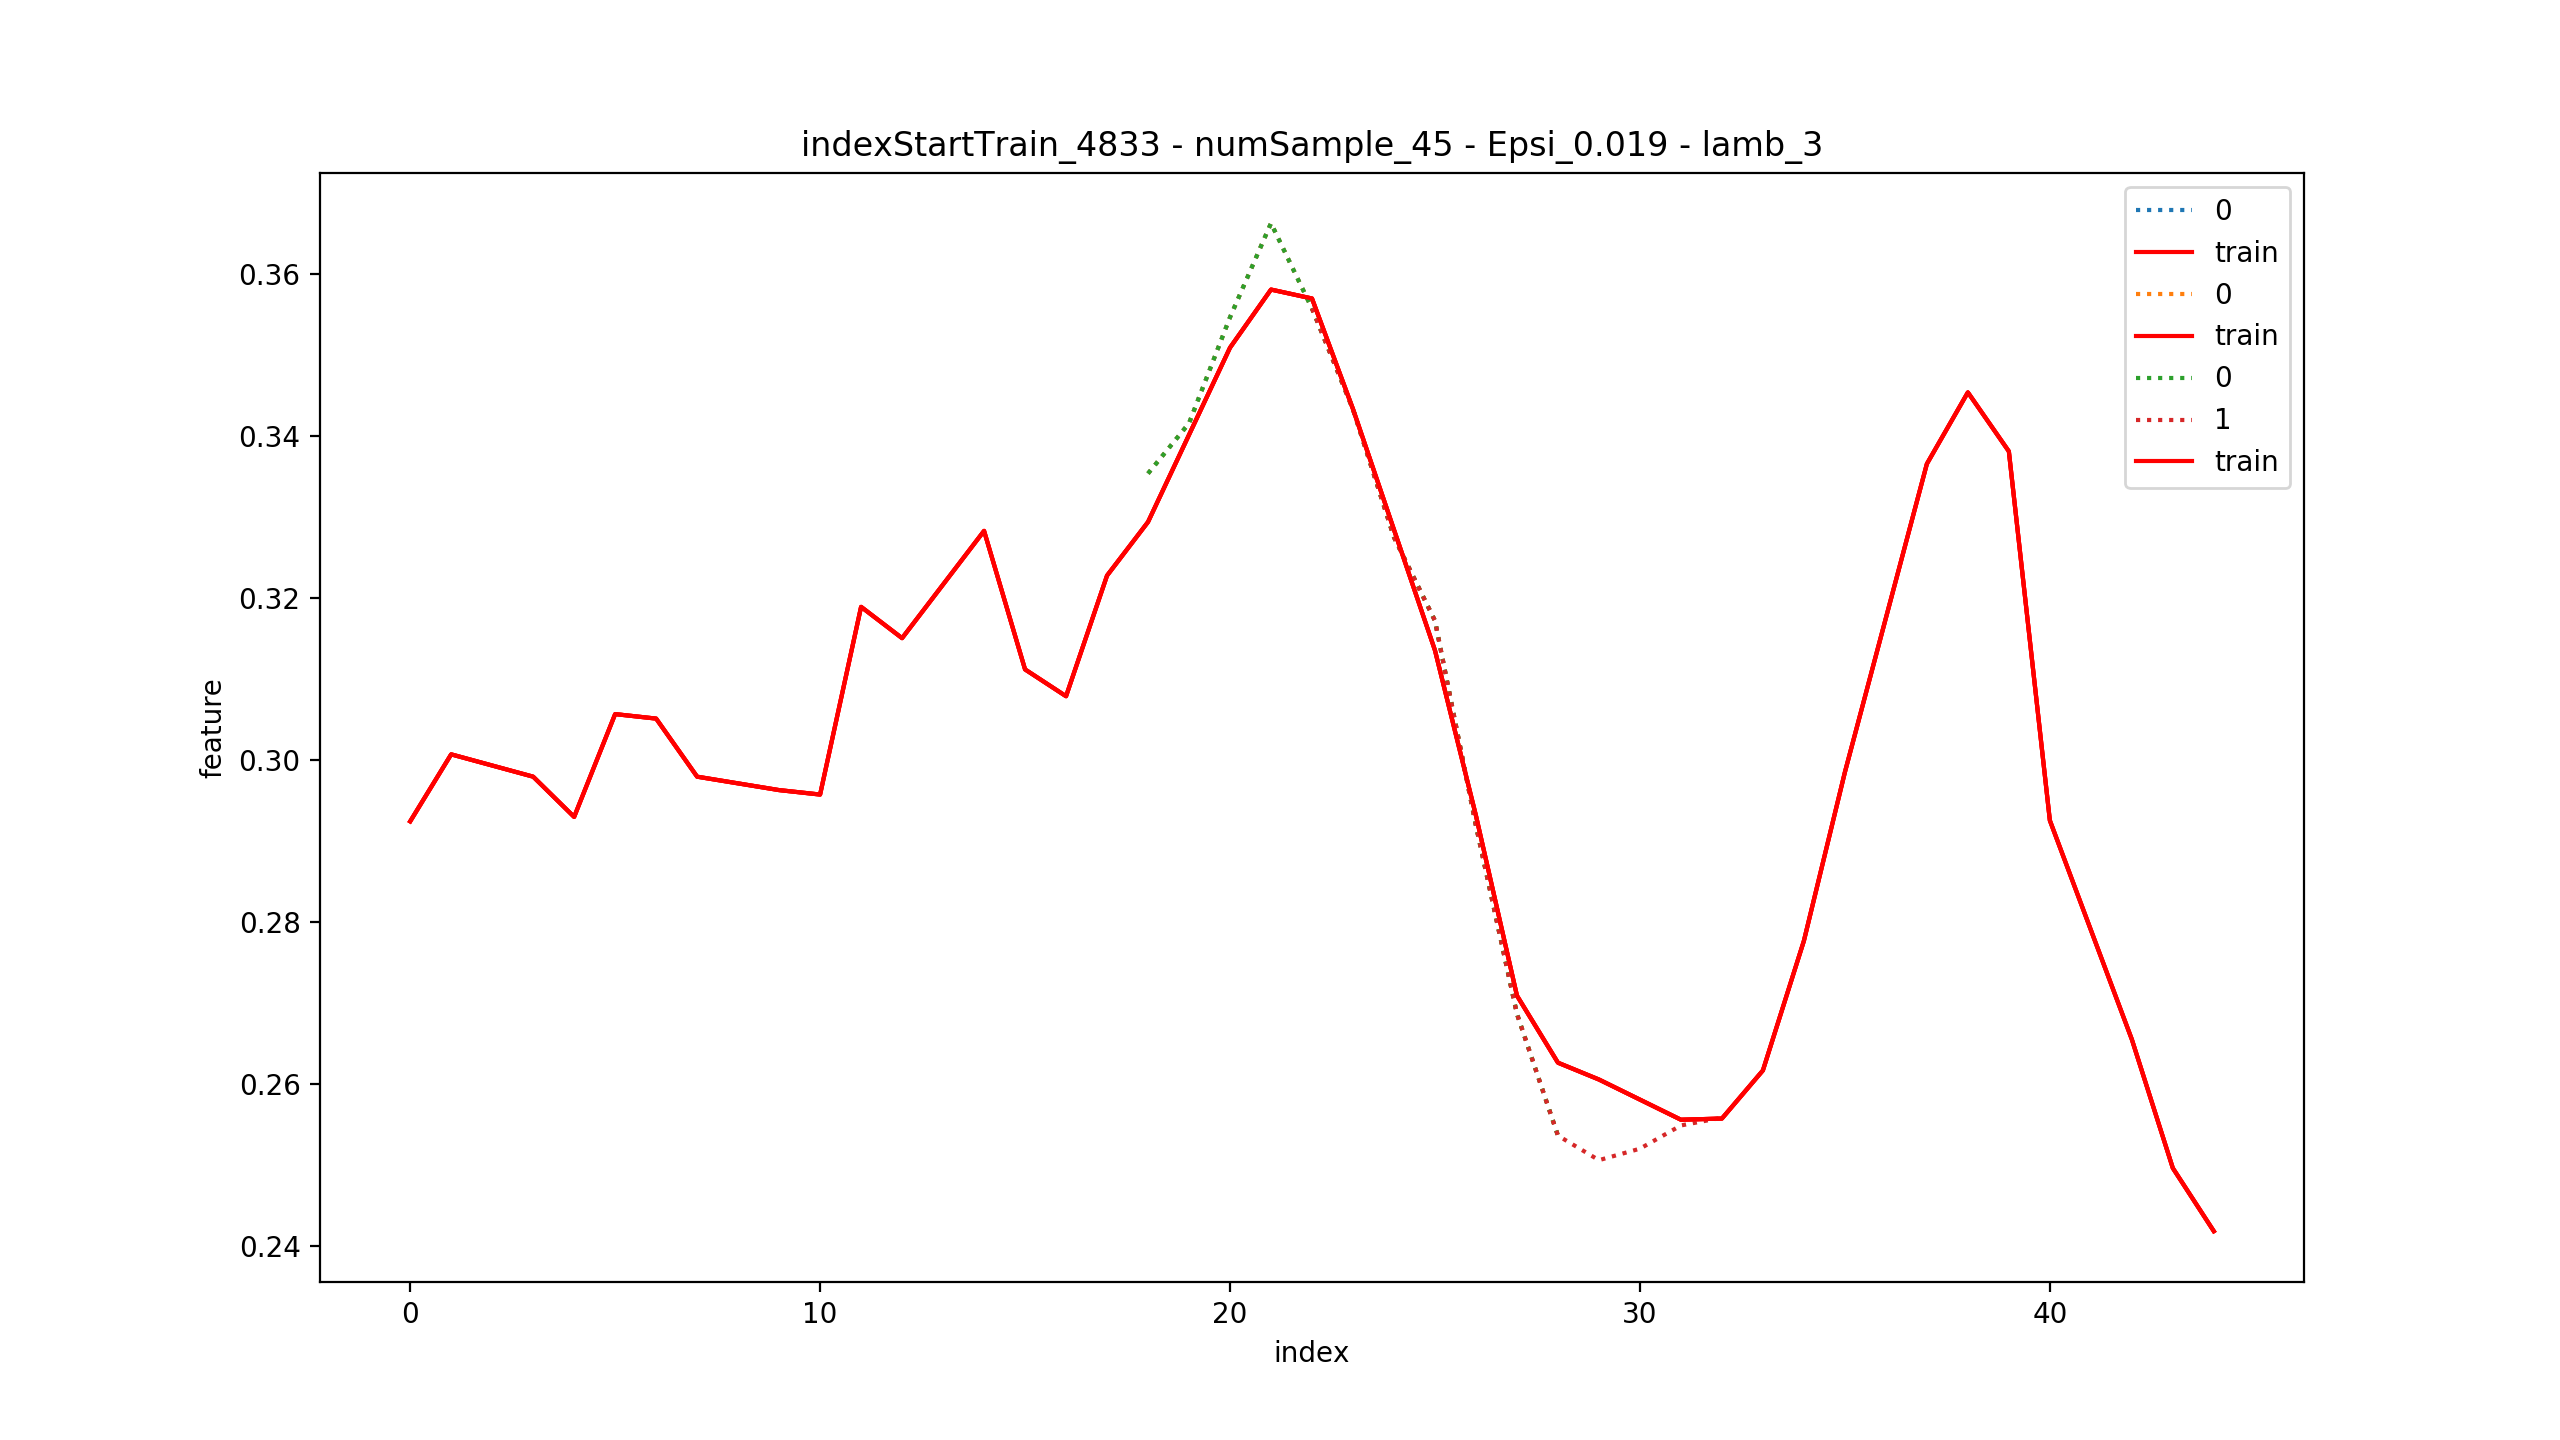 indexStartTrain_4833 - numSample_45 - Epsi_0.019 - lamb_3
0
train
0
train
0
1
train
0.36
0.34
0.32
0.30
0.28
0.26
0.24
feature
0 10 20 30 40
index